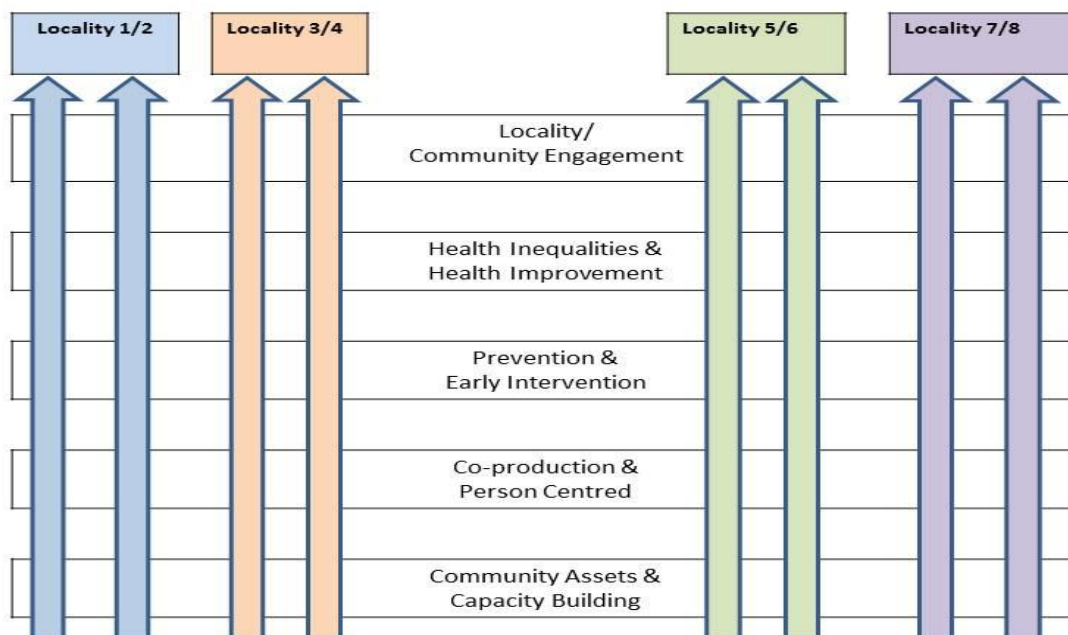 Locality 1/2
Locality 3/4
Locality 5/6
Locality 7/8
Locality/
Community Engagement
Health Inequalities &
Health Improvement
Prevention &
Early Intervention
Co-production &
Person Centred
Community Assets &
Capacity Building